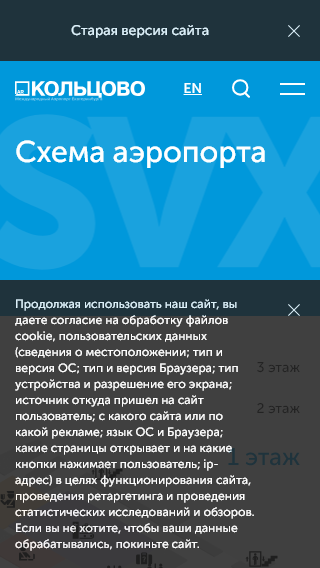 Старая версия сайта
КОЛЬЦОВО
EN
Международный Аэропорт Екатеринбург
SVX
Схема аэропорта
Продолжая использовать наш сайт, вы
даете согласие на обработку файлов
cookie, пользовательских данных
(сведения о местоположении; тип и
версия ОС; тип и версия Браузера; тип
устройства и разрешение его экрана;
источник откуда пришел на сайт
пользователь; с какого сайта или по
какой рекламе; язык ОС и Браузера;
какие страницы открывает и на какие
кнопки нажимает пользователь; ip-
адрес) в целях функционирования сайта,
проведения ретаргетинга и проведения
статистических исследований и обзоров.
Если вы не хотите, чтобы ваши данные
обрабатывались, покиньте сайт.
3 этаж
2 этаж
1 этаж